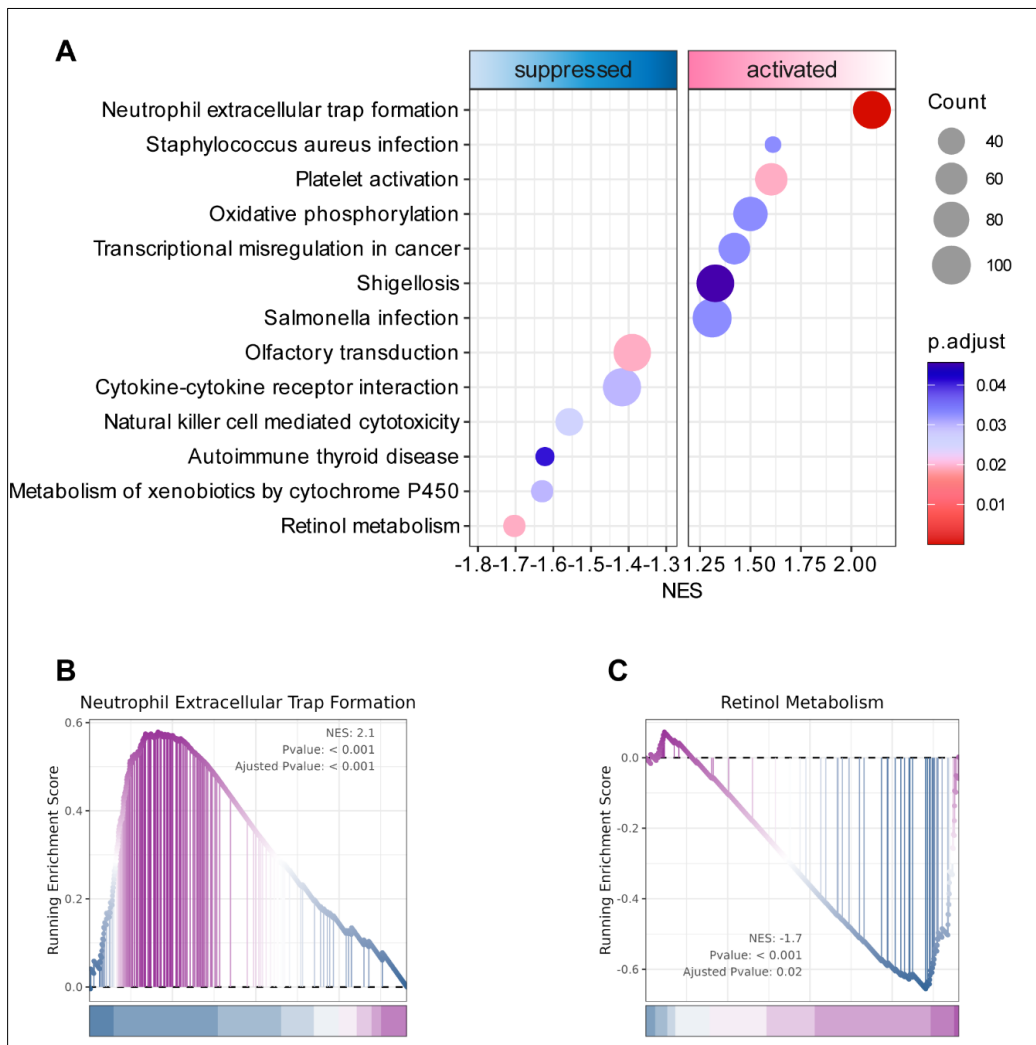 A
suppressed
activated
Neutrophil extracellular trap formation
Staphylococcus aureus infection
Platelet activation
Oxidative phosphorylation
Transcriptional misregulation in cancer
Shigellosis
Salmonella infection
Olfactory transduction
Cytokine-cytokine receptor interaction
Natural killer cell mediated cytotoxicity
Autoimmune thyroid disease
Metabolism of xenobiotics by cytochrome P450
Retinol metabolism
-1.8 -1.7 -1.6 -1.5 -1.4 -1.3 1.25 1.50 1.75 2.00
NES
Count
40
60
80
100
p.adjust
0.04
0.03
0.02
0.01
B
Neutrophil Extracellular Trap Formation
Running Enrichment Score
0.6
0.4
0.2
0.0
NES: 2.1
Pvalue: < 0.001
Ajusted Pvalue: < 0.001
C
Retinol Metabolism
Running Enrichment Score
0.0
-0.2
-0.4
-0.6
NES: -1.7
Pvalue: < 0.001
Adjusted Pvalue: 0.02